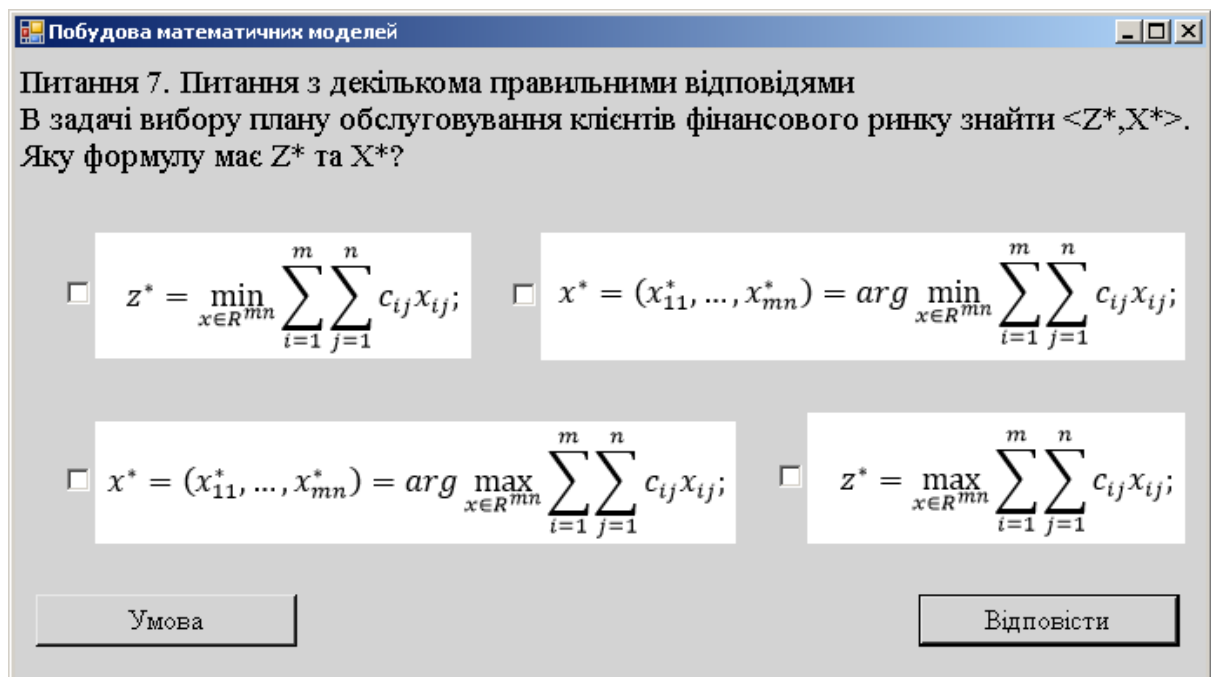 Побудова математичних моделей
Питання 7. Питання з декількома правильними відповідями
В задачі вибору плану обслуговування клієнтів фінансового ринку знайти <Z*,X*>.
Яку формулу має Z* та X*?
z* = min_{x∈R^{mn}} ∑_{i=1}^{m} ∑_{j=1}^{n} c_{ij}x_{ij};
x* = (x*_{11}, …, x*_{mn}) = arg min_{x∈R^{mn}} ∑_{i=1}^{m} ∑_{j=1}^{n} c_{ij}x_{ij};
x* = (x*_{11}, …, x*_{mn}) = arg max_{x∈R^{mn}} ∑_{i=1}^{m} ∑_{j=1}^{n} c_{ij}x_{ij};
z* = max_{x∈R^{mn}} ∑_{i=1}^{m} ∑_{j=1}^{n} c_{ij}x_{ij};
Умова
Відповісти